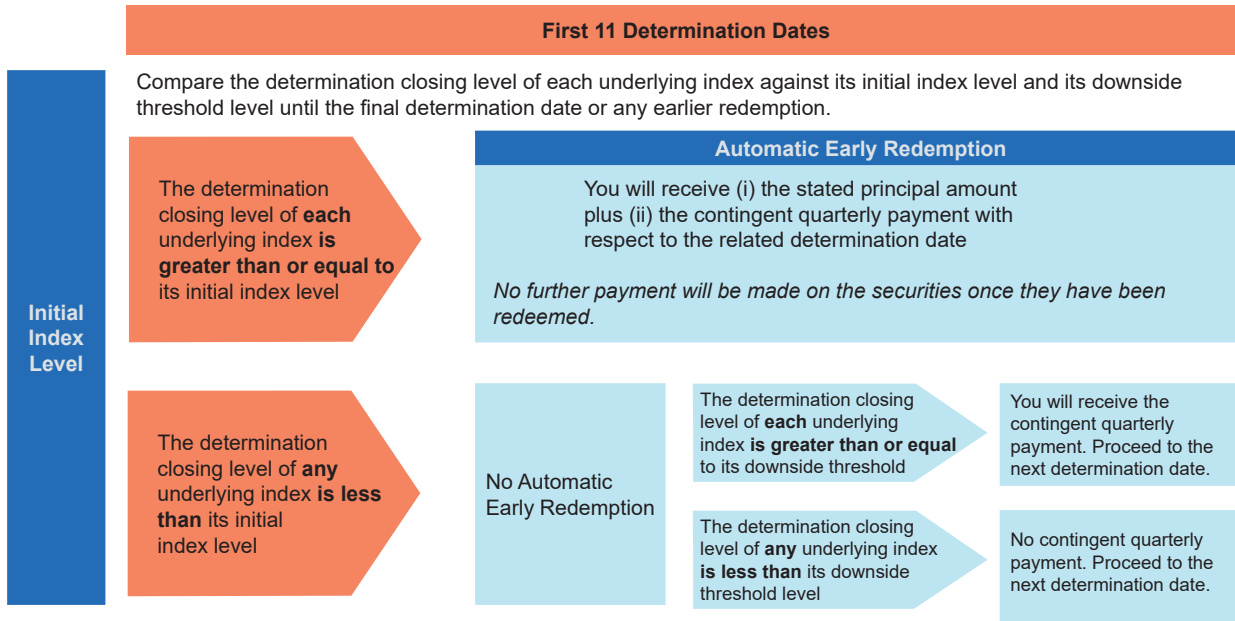 First 11 Determination Dates
Compare the determination closing level of each underlying index against its initial index level and its downside
threshold level until the final determination date or any earlier redemption.
Initial
Index
Level
The determination
closing level of each
underlying index is
greater than or equal to
its initial index level
Automatic Early Redemption
You will receive (i) the stated principal amount
plus (ii) the contingent quarterly payment with
respect to the related determination date
No further payment will be made on the securities once they have been
redeemed.
The determination
closing level of any
underlying index is less
than its initial
index level
No Automatic
Early Redemption
The determination closing
level of each underlying
index is greater than or equal
to its downside threshold
You will receive the
contingent quarterly
payment. Proceed to the
next determination date.
The determination closing
level of any underlying index
is less than its downside
threshold level
No contingent quarterly
payment. Proceed to the
next determination date.